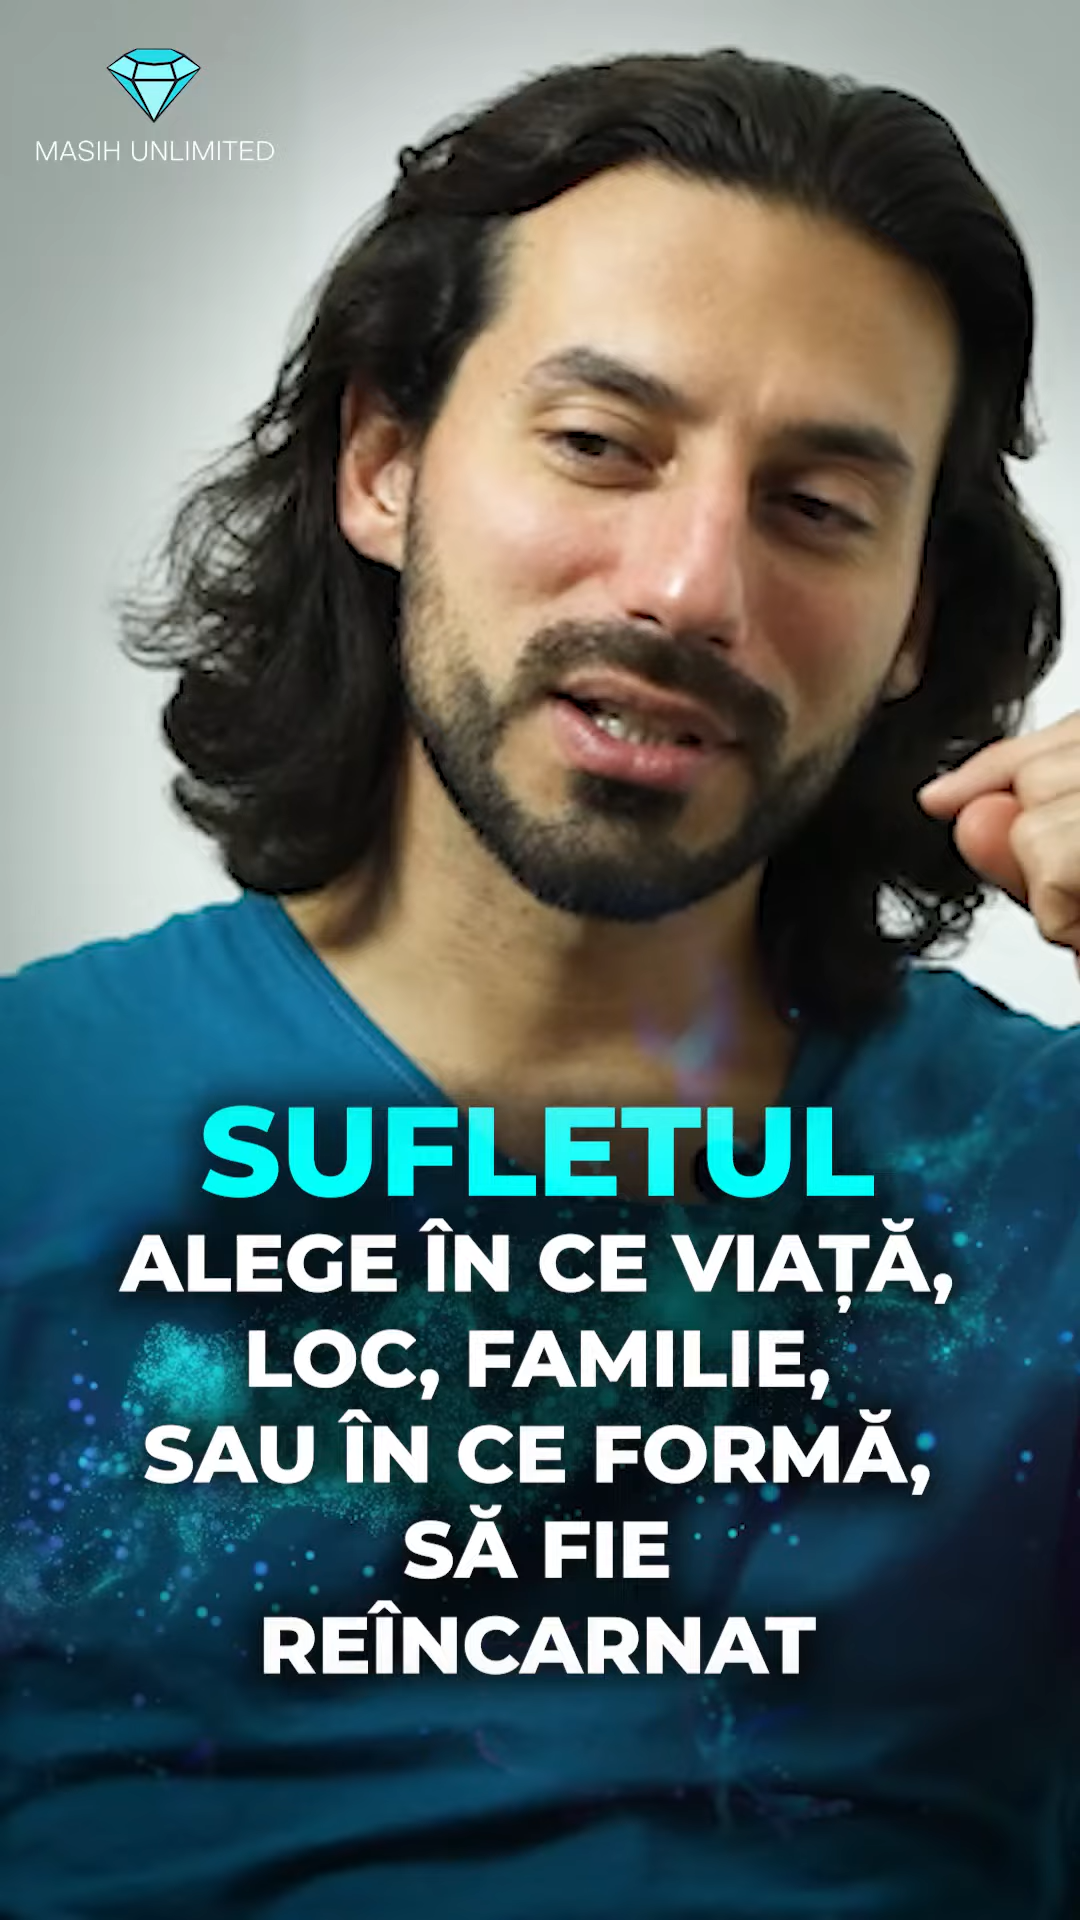 MASIH UNLIMITED
SUFLETUL
ALEGE ÎN CE VIAȚĂ,
LOC, FAMILIE,
SAU ÎN CE FORMĂ,
SĂ FIE
REÎNCARNAT